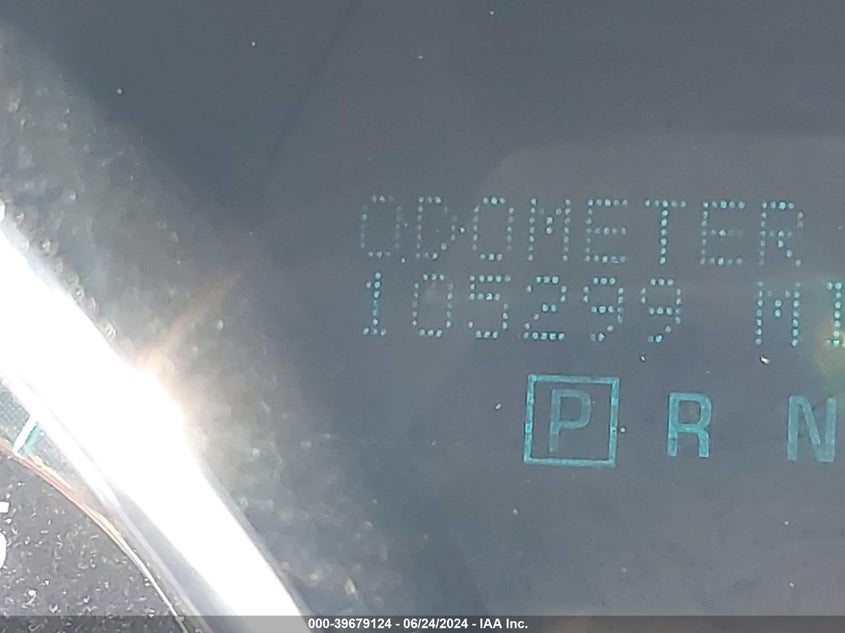 ODOMETER
105299 MI
P R N
000-39679124 - 06/24/2024 - IAA Inc.